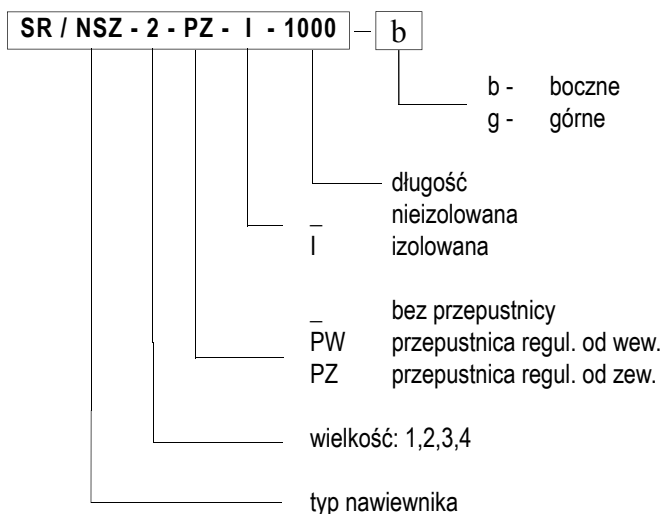 SR / NSZ - 2 - PZ - I - 1000 - b
b - boczne
g - górne
długość
_ nieizolowana
I izolowana
_ bez przepustnicy
PW przepustnica regul. od wew.
PZ przepustnica regul. od zew.
wielkość: 1,2,3,4
typ nawiewnika